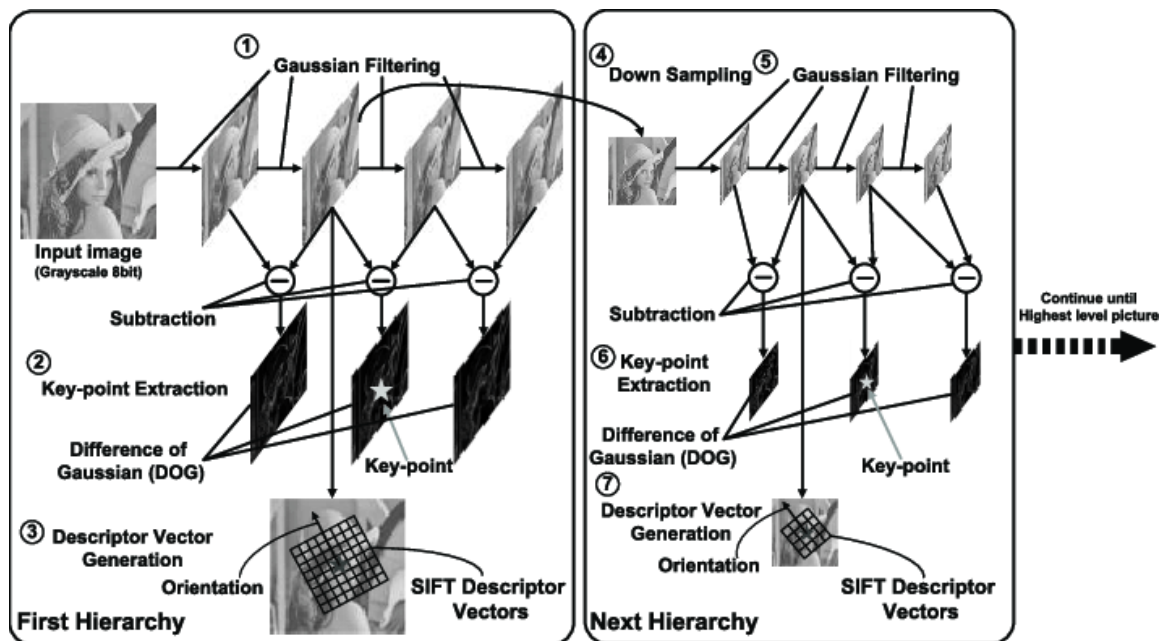 ①
Gaussian Filtering
Input image
(Grayscale 8bit)
Subtraction
②
Key-point Extraction
Difference of
Gaussian (DOG)
Key-point
③
Descriptor Vector
Generation
Orientation
SIFT Descriptor
Vectors
First Hierarchy
④
Down Sampling
⑤
Gaussian Filtering
Subtraction
⑥
Key-point
Extraction
Difference of
Gaussian (DOG)
Key-point
⑦
Descriptor Vector
Generation
Orientation
SIFT Descriptor
Vectors
Next Hierarchy
Continue until
Highest level picture